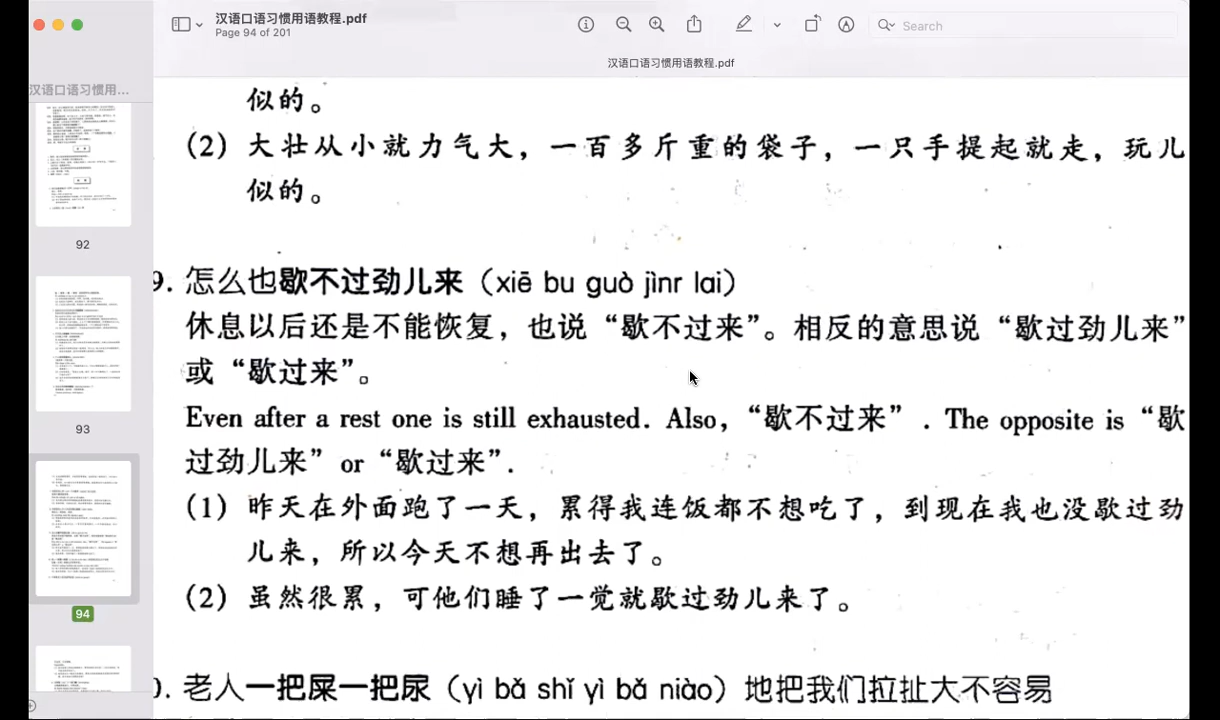 汉语口语习惯用语教程.pdf
Page 94 of 201
Search
汉语口语习惯用语教程.pdf
汉语口语习惯用...
92
93
94
似的。
(2) 大壮从小就力气大，一百多斤重的袋子，一只手提起就走，玩儿
似的。
9. 怎么也歇不过劲儿来（xiē bu guò jìnr lai）
休息以后还是不能恢复，也说“歇不过来”。相反的意思说“歇过劲儿来”
或“歇过来”。
Even after a rest one is still exhausted. Also, “歇不过来” . The opposite is “歇
过劲儿来” or “歇过来”.
(1) 昨天在外面跑了一天，累得我连饭都不想吃了，到现在我也没歇过劲
儿来，所以今天不想再出去了。
(2) 虽然很累，可他们睡了一觉就歇过劲儿来了。
0. 老人一把屎一把尿（yì bǎ shǐ yì bǎ niào）地把我们拉扯大不容易